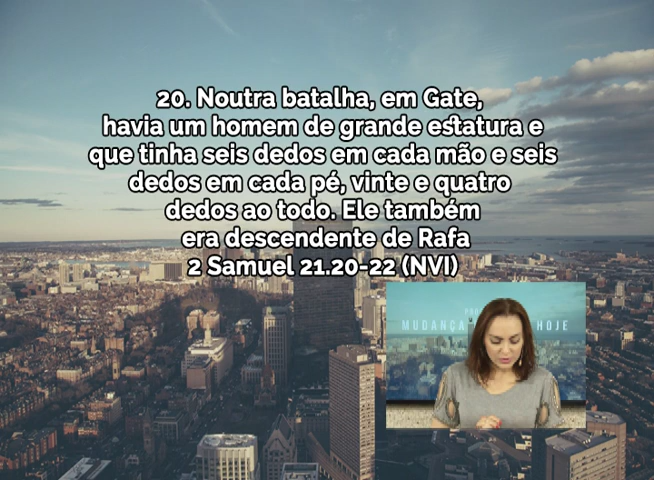 20. Noutra batalha, em Gate,
havia um homem de grande estatura e
que tinha seis dedos em cada mão e seis
dedos em cada pé, vinte e quatro
dedos ao todo. Ele também
era descendente de Rafa
2 Samuel 21.20-22 (NVI)
MUDANÇA HOJE